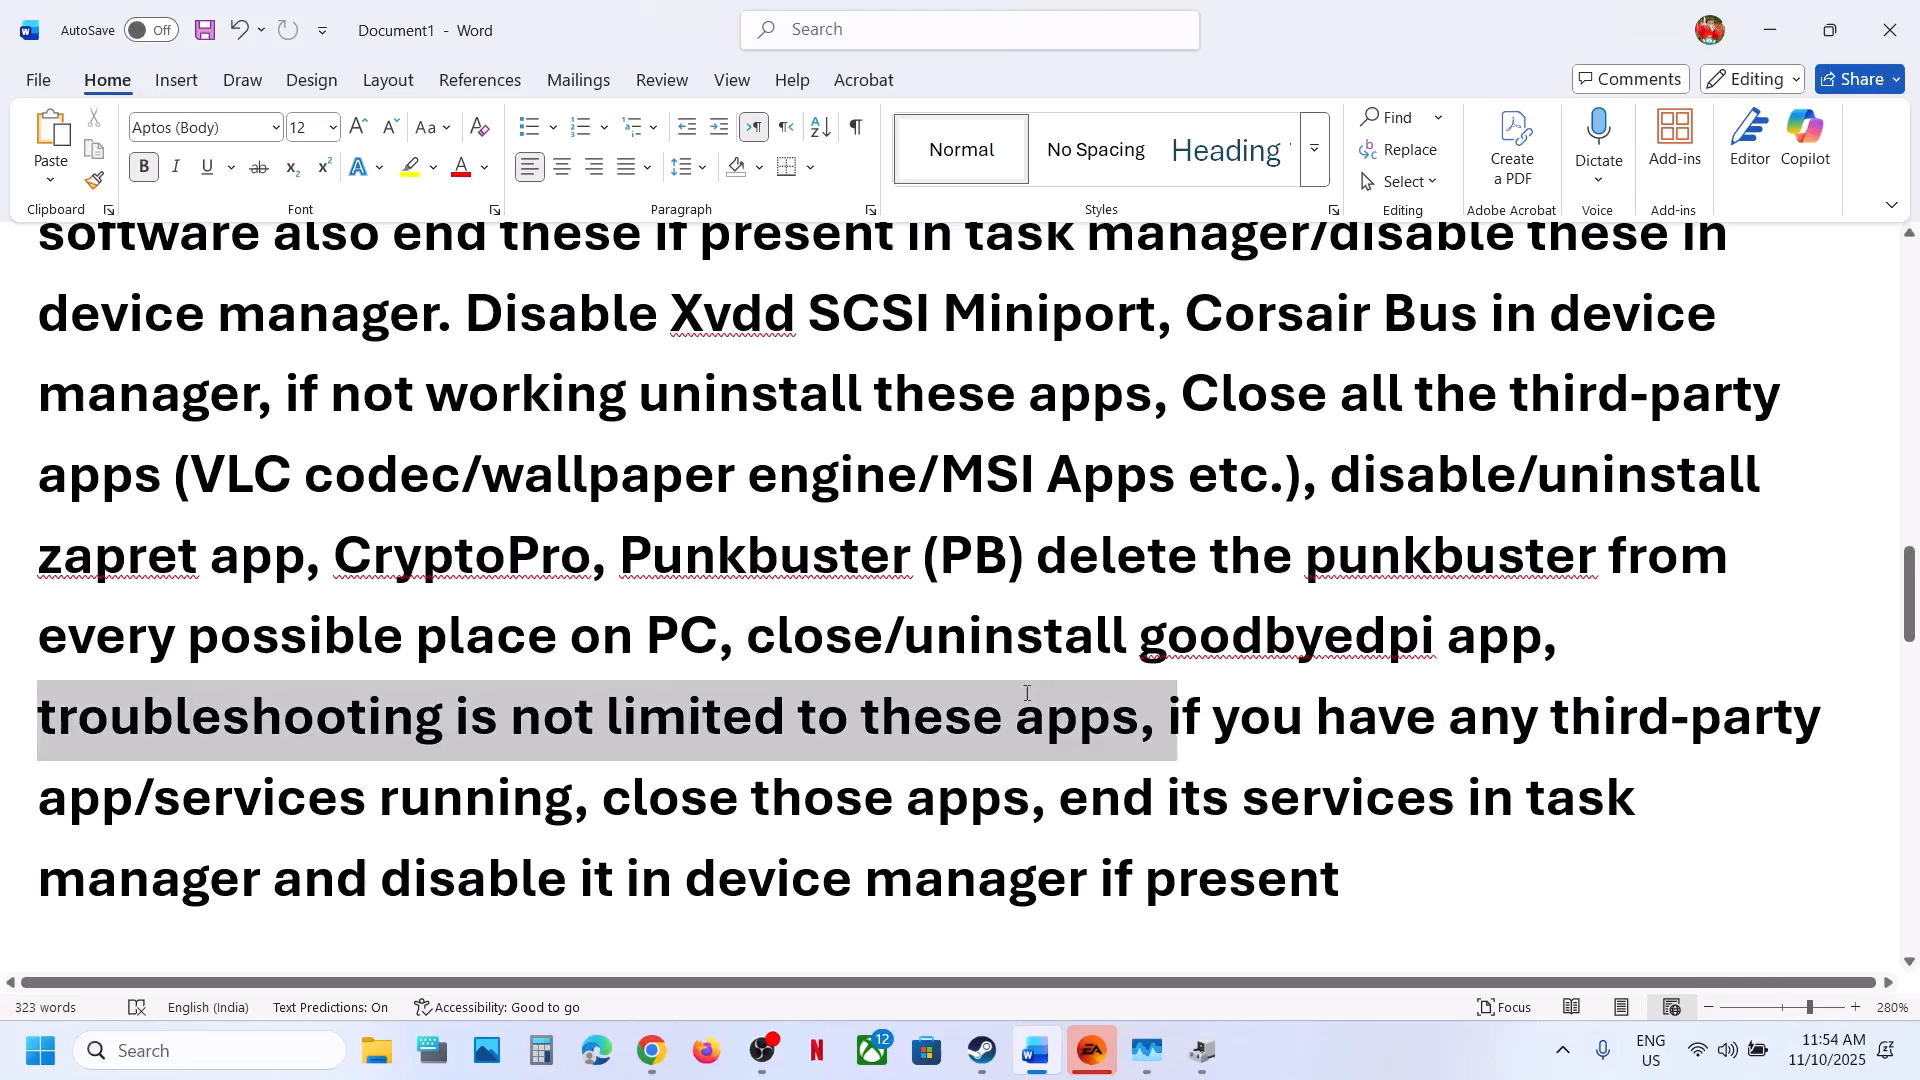 AutoSave Off Document1 - Word Search
File Home Insert Draw Design Layout References Mailings Review View Help Acrobat Comments Editing Share
Paste Aptos (Body) 12 Aa Normal No Spacing Heading Find Replace Select Create a PDF Dictate Add-ins Editor Copilot
Clipboard Font Paragraph Styles Editing Adobe Acrobat Voice Add-ins
software also end these if present in task manager/disable these in
device manager. Disable Xvdd SCSI Miniport, Corsair Bus in device
manager, if not working uninstall these apps, Close all the third-party
apps (VLC codec/wallpaper engine/MSI Apps etc.), disable/uninstall
zapret app, CryptoPro, Punkbuster (PB) delete the punkbuster from
every possible place on PC, close/uninstall goodbyedpi app,
troubleshooting is not limited to these apps, if you have any third-party
app/services running, close those apps, end its services in task
manager and disable it in device manager if present
323 words English (India) Text Predictions: On Accessibility: Good to go Focus 280%
Search 12 ENG US 11:54 AM 11/10/2025